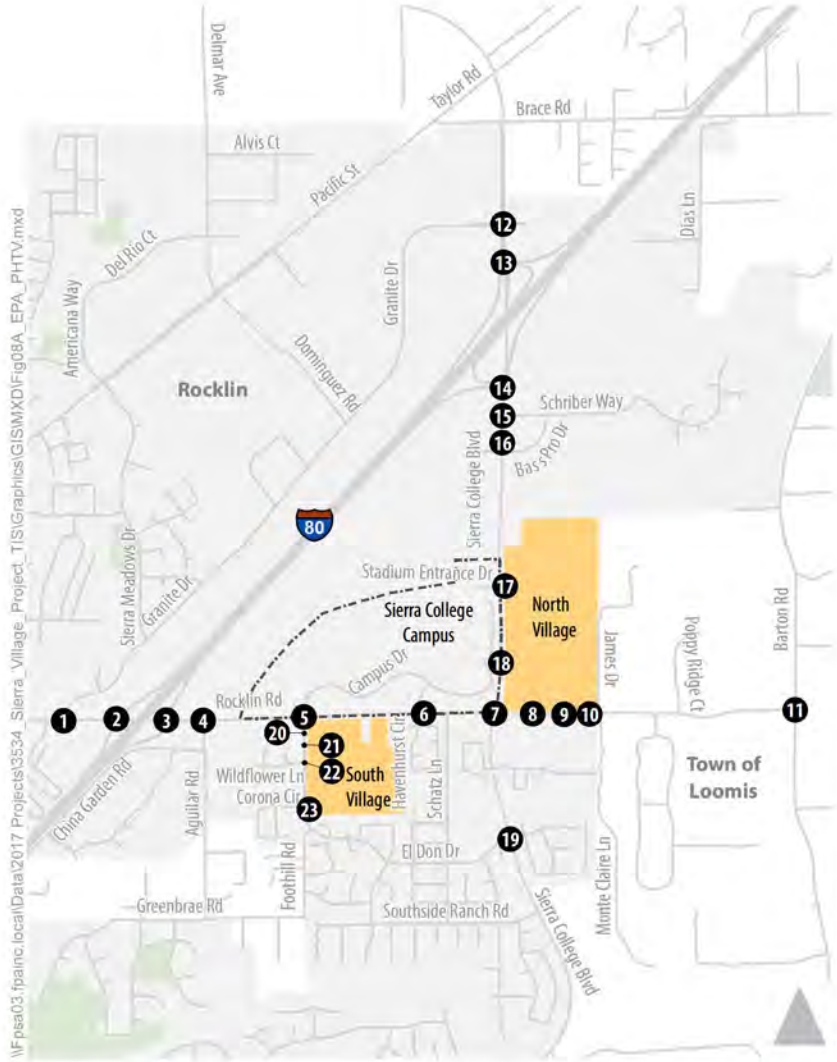 Delmar Ave
Taylor Rd
Brace Rd
Alvis Ct
Pacific St
Dias Ln
12
Del Rio Ct
13
Granite Dr
Americana Way
Dominguez Rd
Rocklin
14
Schriber Way
15
16
Bass Pro Dr
Sierra College Blvd
80
Sierra Meadows Dr
Granite Dr
Stadium Entrance Dr
17
North
Village
Sierra College
Campus
James Dr
Poppy Ridge Ct
Barton Rd
18
Campus Dr
Rocklin Rd
1
2
3
4
5
6
7
8
9
10
11
20
21
22
23
Havenhurst Cir
Schatz Ln
South
Village
Wildflower Ln
Corona Cir
China Garden Rd
Aguilar Rd
Town of
Loomis
19
El Don Dr
Foothill Rd
Monte Claire Ln
Greenbrae Rd
Southside Ranch Rd
Sierra College Blvd
\\Fpsa03.fpainc.local\Data\2017 Projects\3534_Sierra_Village_Project_TIS\Graphics\GIS\MXD\Fig08A_EPA_PHTV.mxd